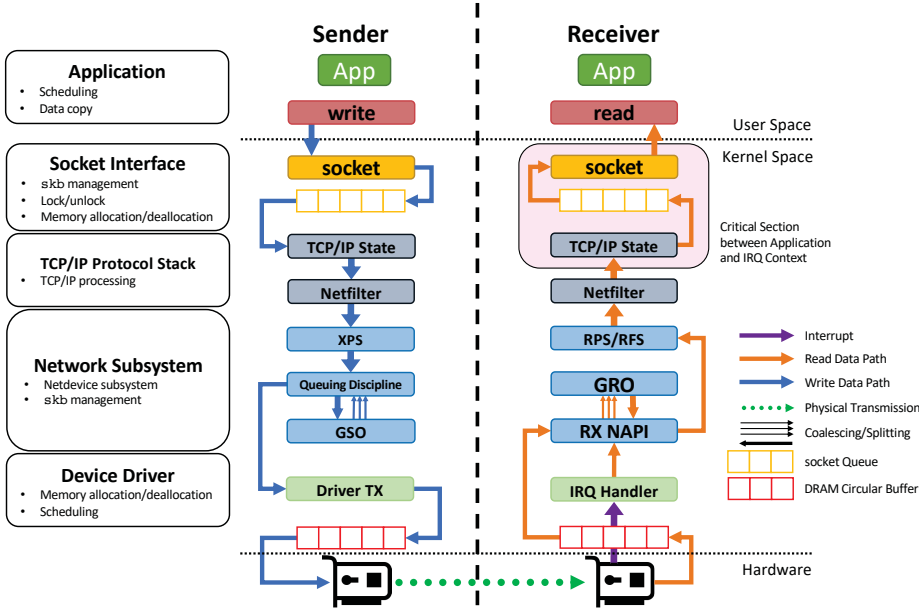 Sender
Receiver
Application
• Scheduling
• Data copy
App
App
write
read
User Space
Kernel Space
Socket Interface
• skb management
• Lock/unlock
• Memory allocation/deallocation
socket
socket
TCP/IP State
TCP/IP State
Critical Section
between Application
and IRQ Context
TCP/IP Protocol Stack
• TCP/IP processing
Netfilter
Netfilter
Network Subsystem
• Netdevice subsystem
• skb management
XPS
RPS/RFS
Queuing Discipline
GRO
GSO
RX NAPI
Interrupt
Read Data Path
Write Data Path
Physical Transmission
Coalescing/Splitting
socket Queue
DRAM Circular Buffer
Device Driver
• Memory allocation/deallocation
• Scheduling
Driver TX
IRQ Handler
Hardware